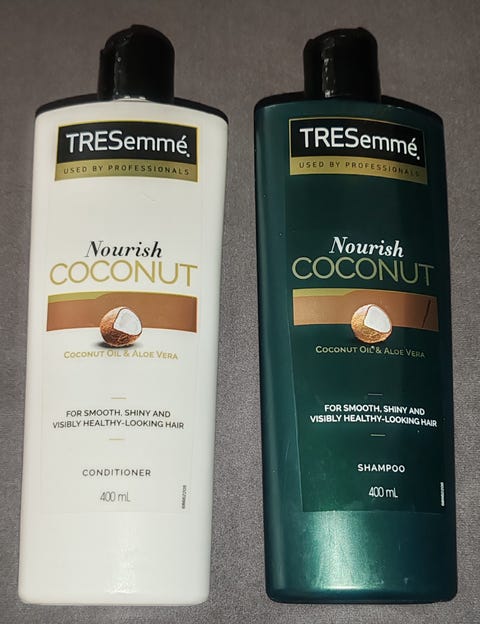 TRESemmé.
USED BY PROFESSIONALS
Nourish
COCONUT
COCONUT OIL & ALOE VERA
FOR SMOOTH, SHINY AND
VISIBLY HEALTHY-LOOKING HAIR
CONDITIONER
400 mL
TRESemmé.
USED BY PROFESSIONALS
Nourish
COCONUT
COCONUT OIL & ALOE VERA
FOR SMOOTH, SHINY AND
VISIBLY HEALTHY-LOOKING HAIR
SHAMPOO
400 mL